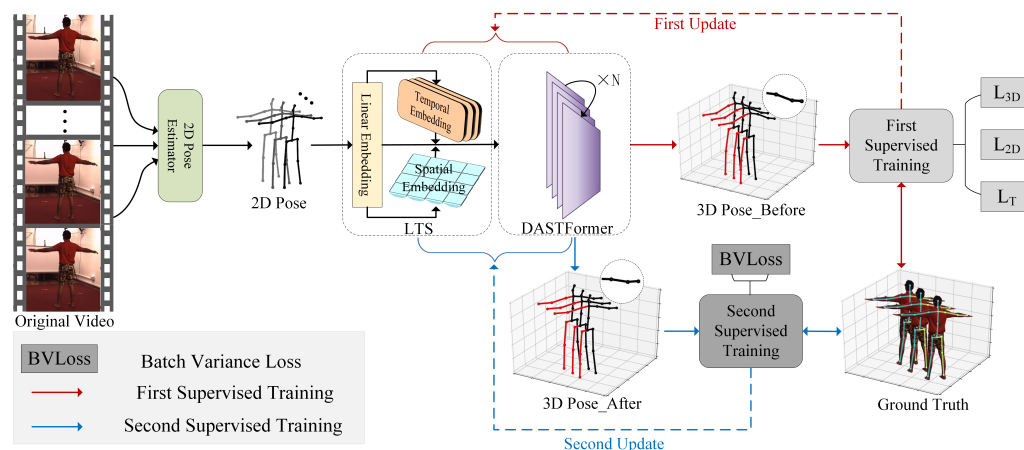 First Update
2D Pose
Estimator
Linear Embedding
Temporal
Embedding
Spatial
Embedding
×N
First
Supervised
Training
L3D
L2D
LT
2D Pose
LTS
DASTFormer
3D Pose_Before
BVLoss
Second
Supervised
Training
Original Video
3D Pose_After
Ground Truth
Second Update
BVLoss
Batch Variance Loss
First Supervised Training
Second Supervised Training